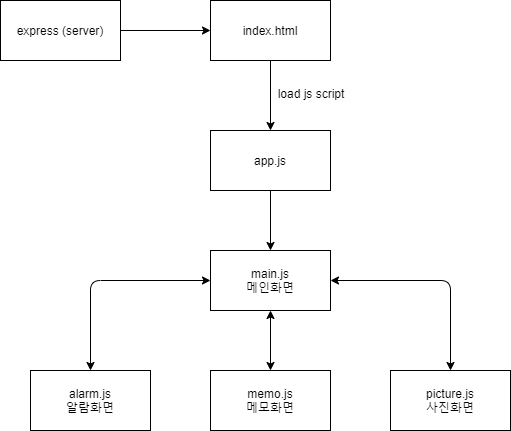 express (server)
index.html
load js script
app.js
main.js
메인화면
alarm.js
알람화면
memo.js
메모화면
picture.js
사진화면